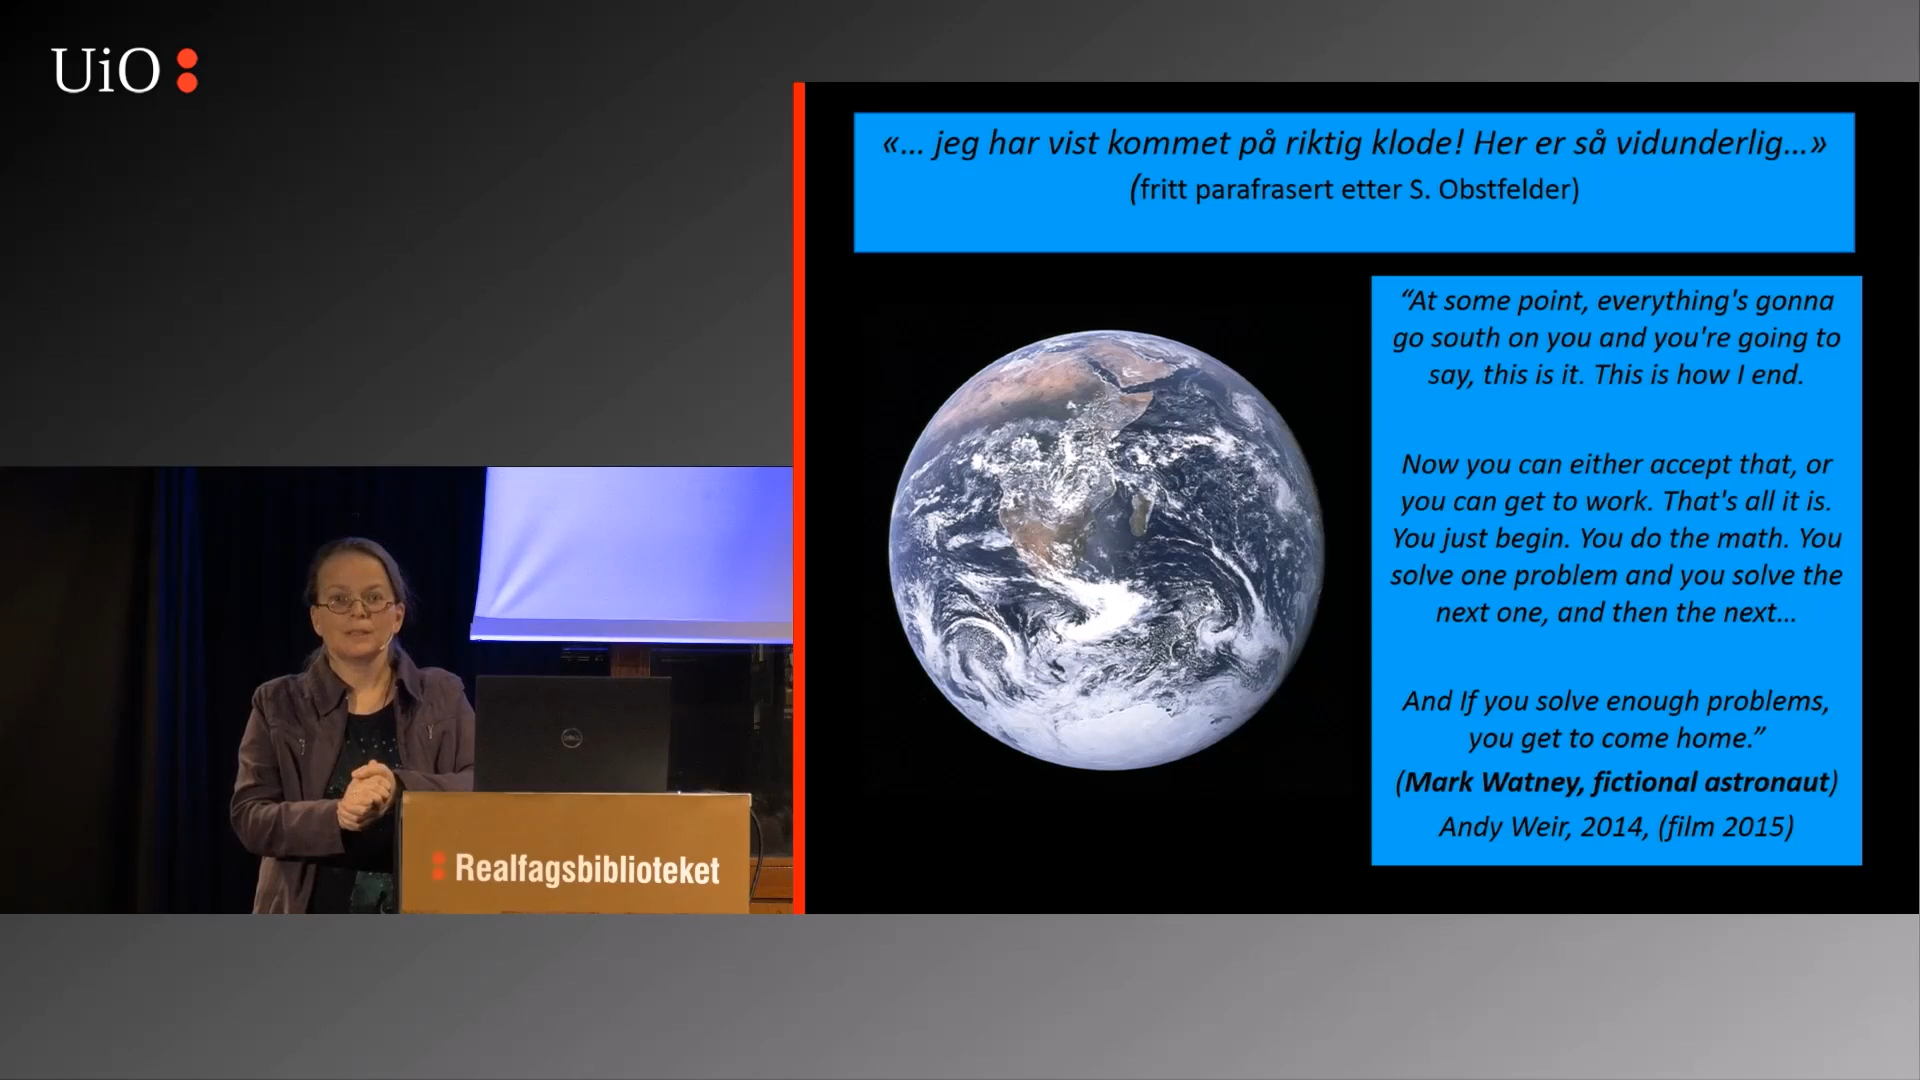 UiO
«... jeg har vist kommet på riktig klode! Her er så vidunderlig...»
(fritt parafrasert etter S. Obstfelder)
“At some point, everything's gonna
go south on you and you're going to
say, this is it. This is how I end.
Now you can either accept that, or
you can get to work. That's all it is.
You just begin. You do the math. You
solve one problem and you solve the
next one, and then the next...
And If you solve enough problems,
you get to come home.”
(Mark Watney, fictional astronaut)
Andy Weir, 2014, (film 2015)
DELL
Realfagsbiblioteket